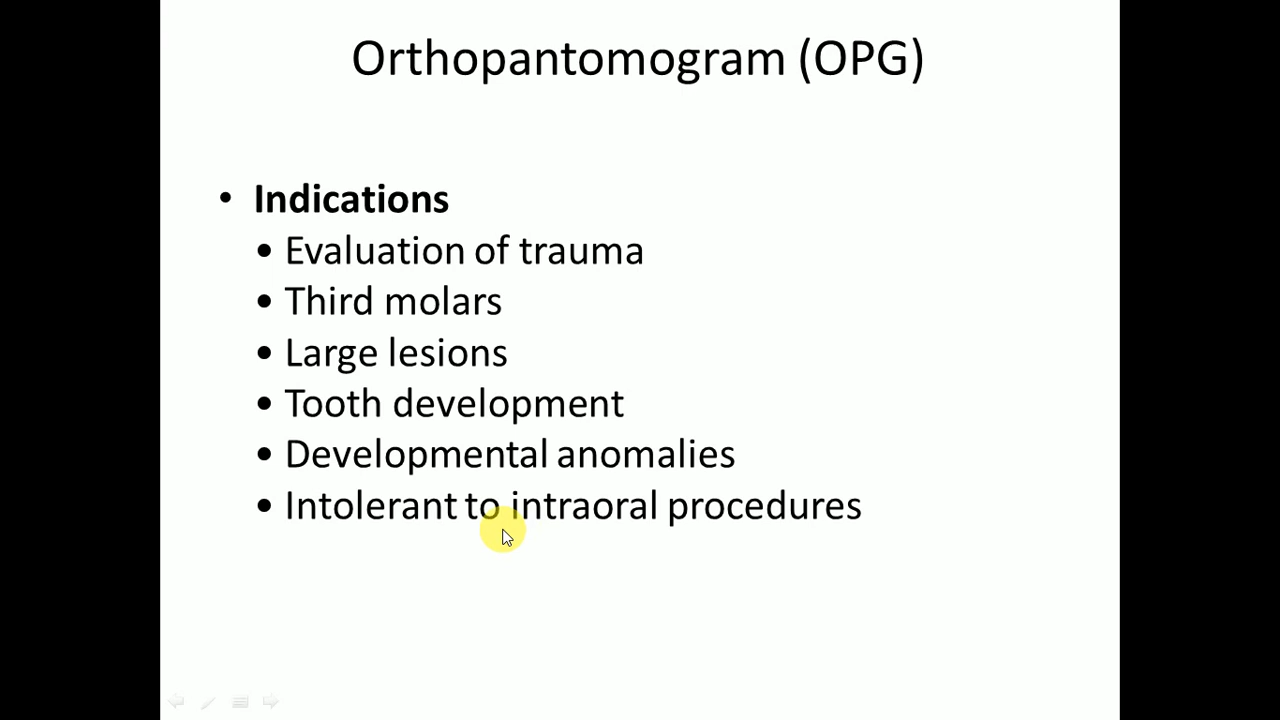 Orthopantomogram (OPG)
• Indications
• Evaluation of trauma
• Third molars
• Large lesions
• Tooth development
• Developmental anomalies
• Intolerant to intraoral procedures